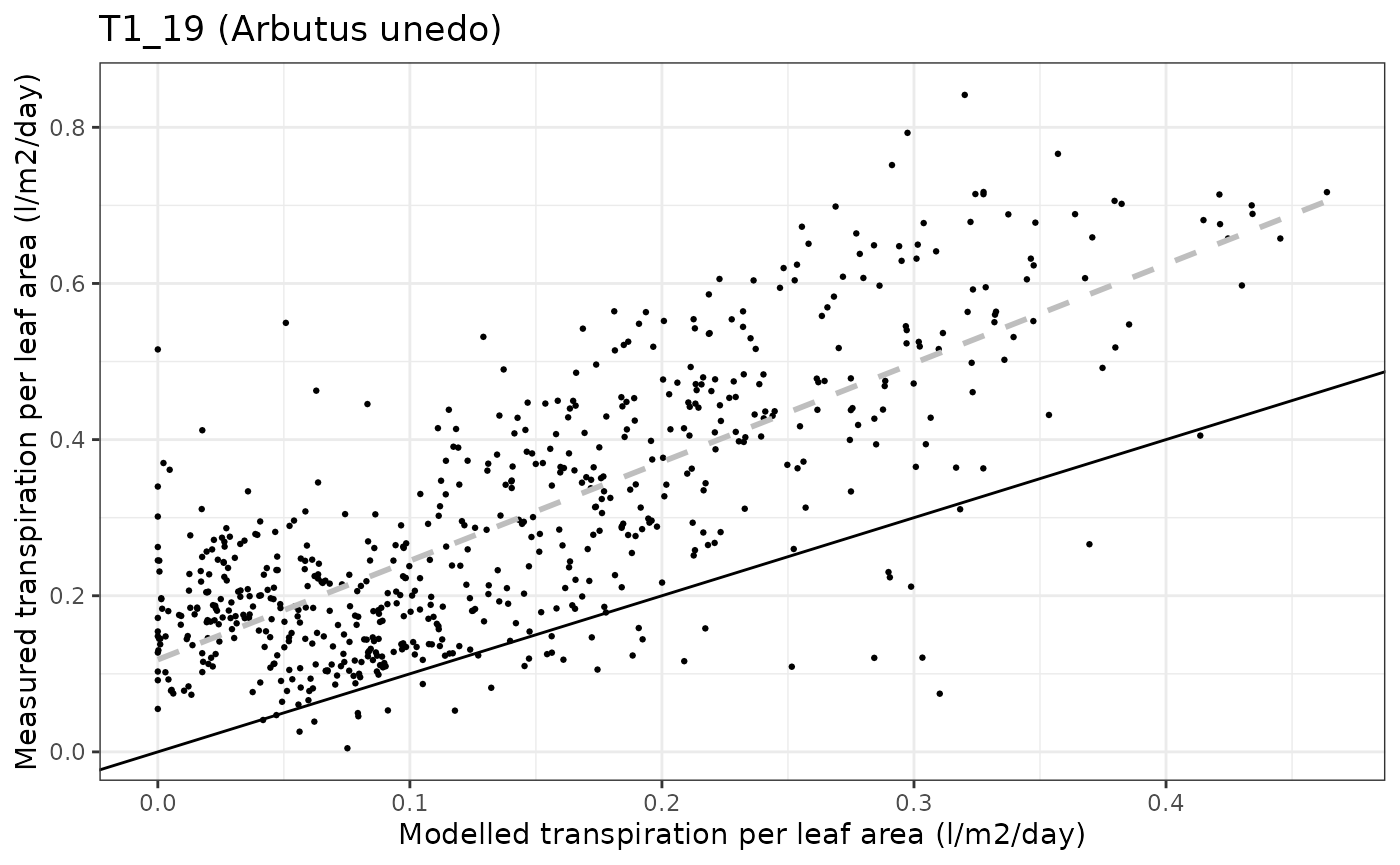 T1_19 (Arbutus unedo)
Measured transpiration per leaf area (l/m2/day)
0.8
0.6
0.4
0.2
0.0
0.0 0.1 0.2 0.3 0.4
Modelled transpiration per leaf area (l/m2/day)